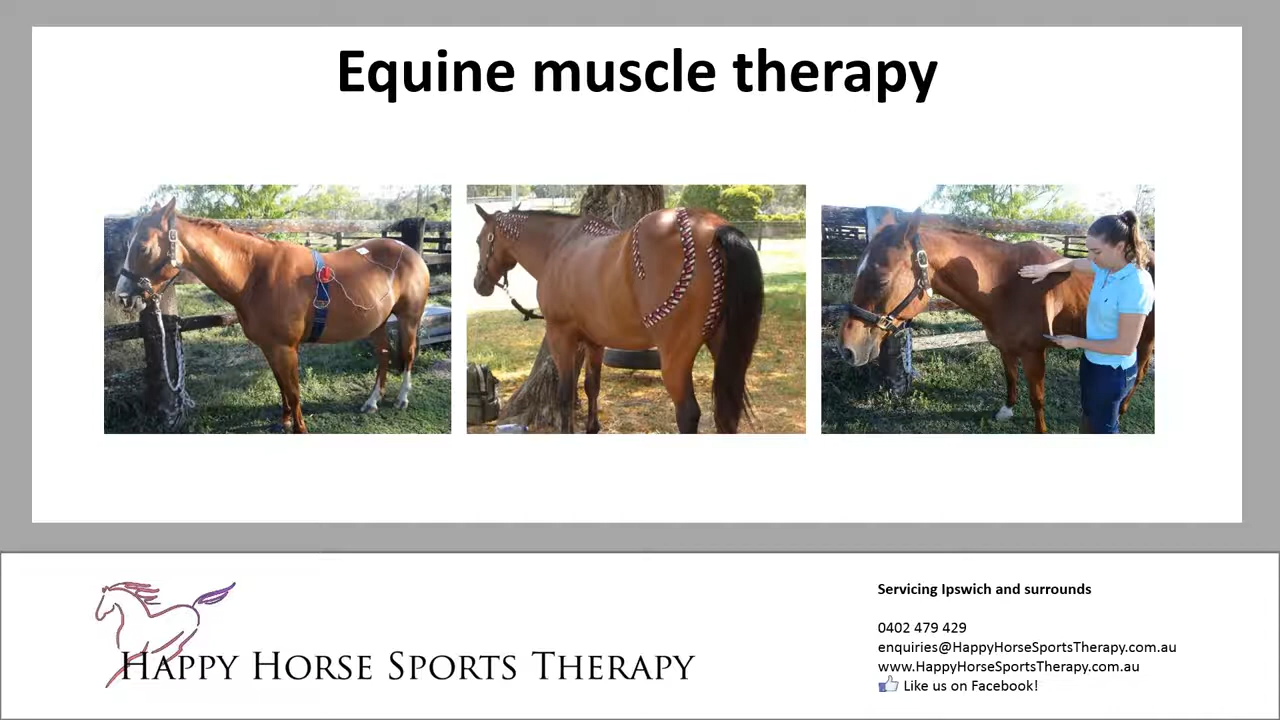 Equine muscle therapy
HAPPY HORSE SPORTS THERAPY
Servicing Ipswich and surrounds
0402 479 429
enquiries@HappyHorseSportsTherapy.com.au
www.HappyHorseSportsTherapy.com.au
Like us on Facebook!